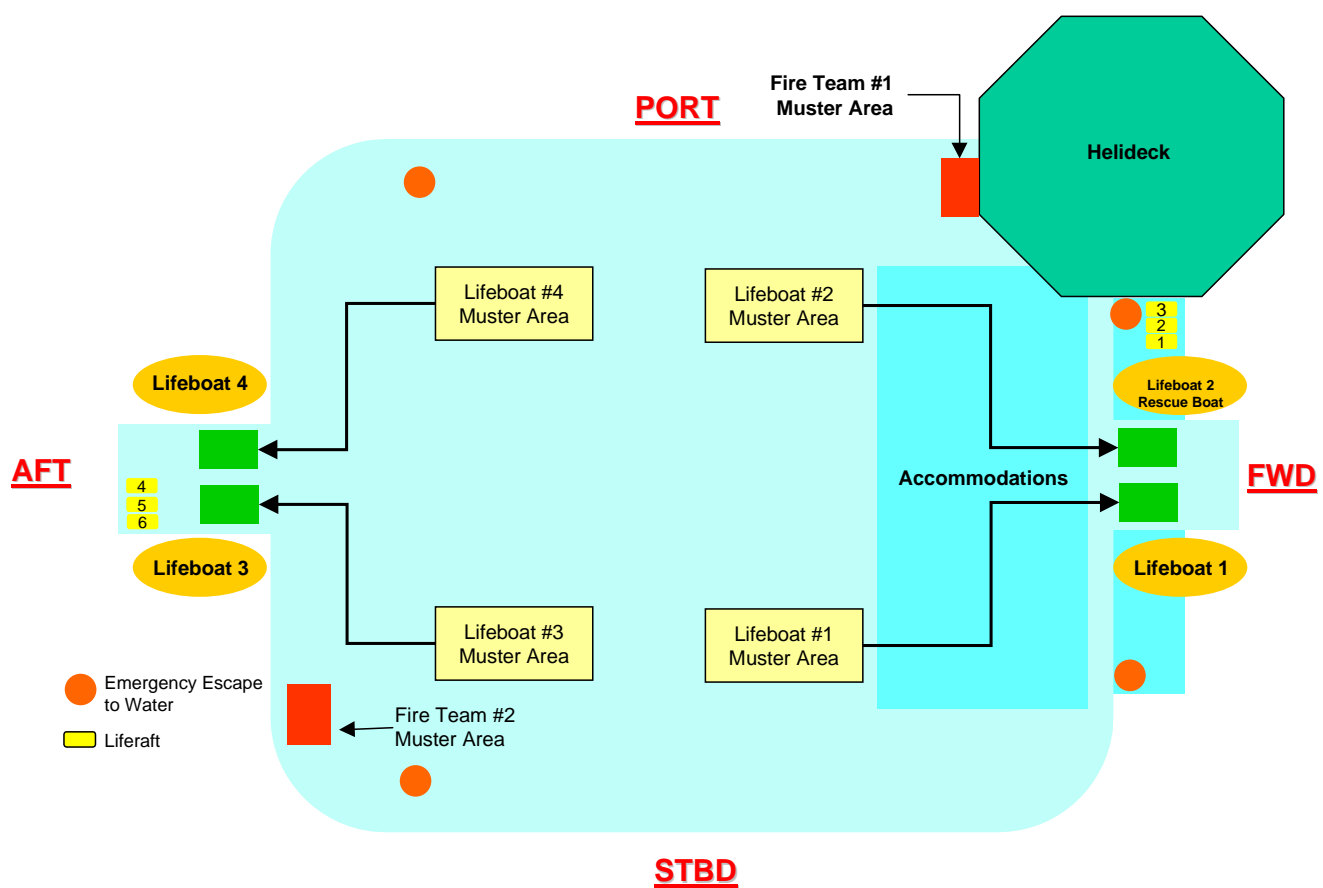 Fire Team #1
Muster Area
PORT
Helideck
Lifeboat #4
Muster Area
Lifeboat #2
Muster Area
3
2
1
Lifeboat 4
Lifeboat 2
Rescue Boat
AFT
4
5
6
Accommodations
FWD
Lifeboat 3
Lifeboat 1
Lifeboat #3
Muster Area
Lifeboat #1
Muster Area
Emergency Escape
to Water
Liferaft
Fire Team #2
Muster Area
STBD